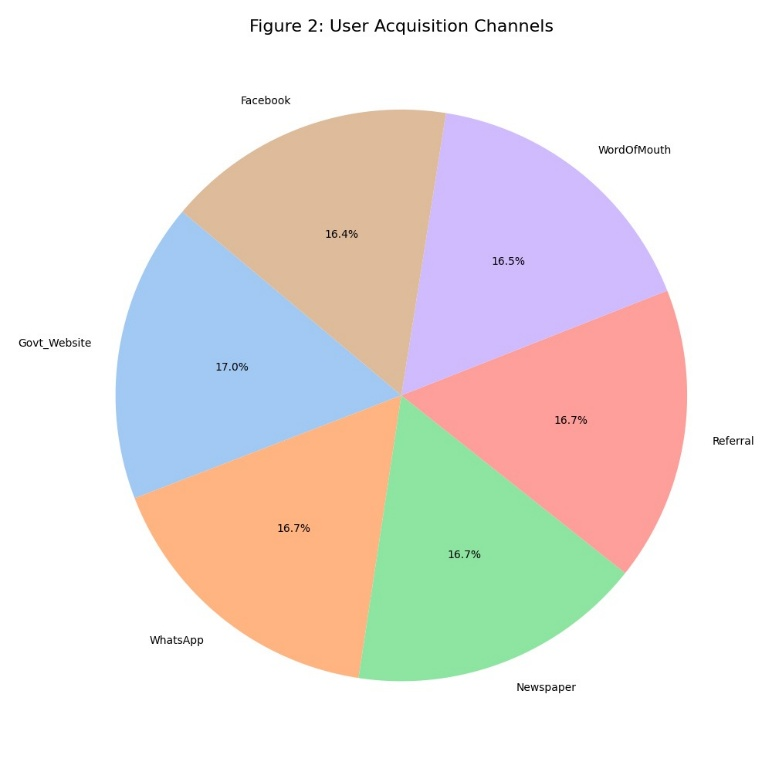 Figure 2: User Acquisition Channels
Facebook
WordOfMouth
16.4%
16.5%
Govt_Website
17.0%
16.7%
Referral
16.7%
16.7%
WhatsApp
Newspaper